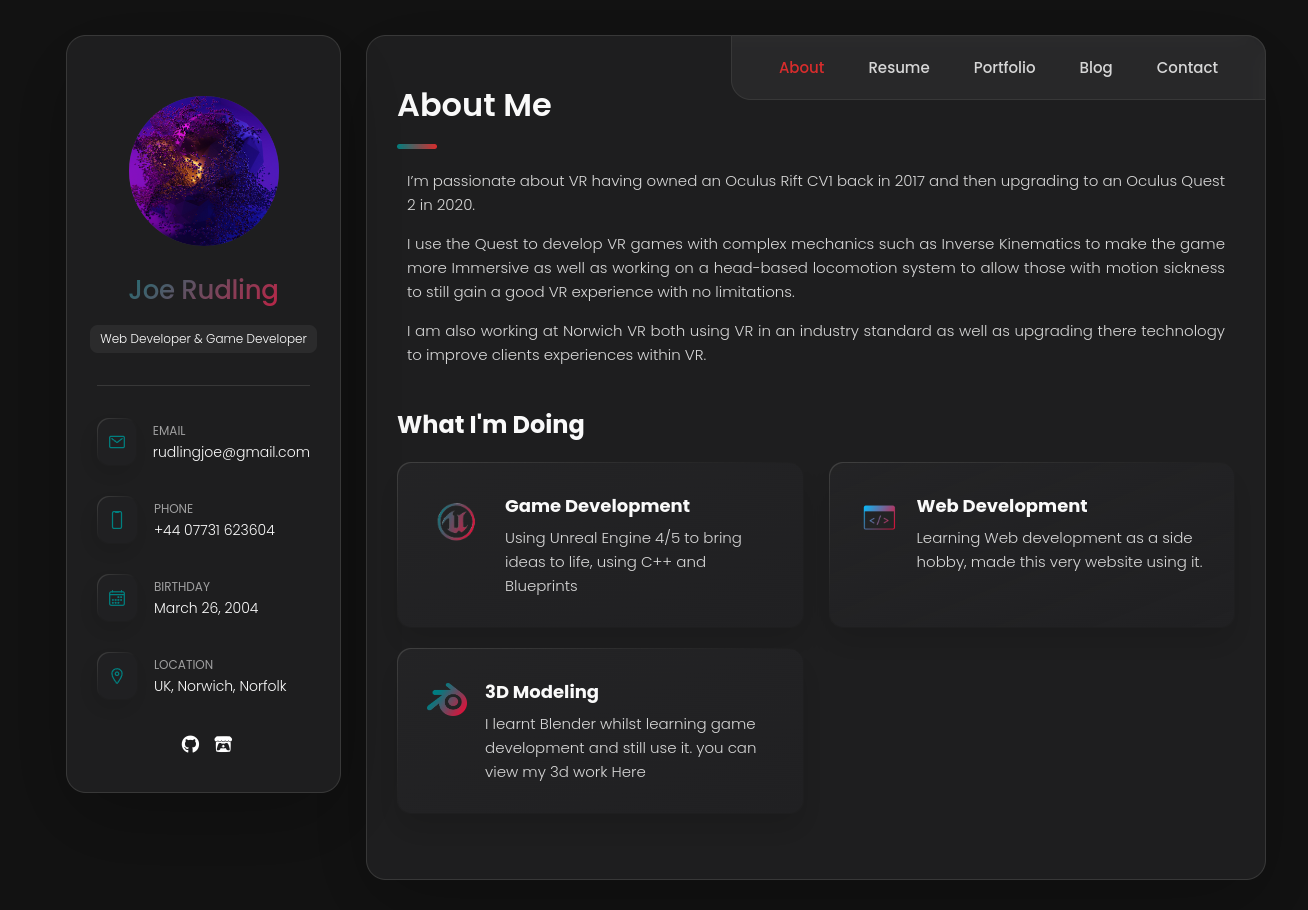 Joe Rudling
Web Developer & Game Developer
EMAIL
rudlingjoe@gmail.com
PHONE
+44 07731 623604
BIRTHDAY
March 26, 2004
LOCATION
UK, Norwich, Norfolk
About
Resume
Portfolio
Blog
Contact
About Me
I’m passionate about VR having owned an Oculus Rift CV1 back in 2017 and then upgrading to an Oculus Quest
2 in 2020.
I use the Quest to develop VR games with complex mechanics such as Inverse Kinematics to make the game
more Immersive as well as working on a head-based locomotion system to allow those with motion sickness
to still gain a good VR experience with no limitations.
I am also working at Norwich VR both using VR in an industry standard as well as upgrading there technology
to improve clients experiences within VR.
What I'm Doing
Game Development
Using Unreal Engine 4/5 to bring
ideas to life, using C++ and
Blueprints
</>
Web Development
Learning Web development as a side
hobby, made this very website using it.
3D Modeling
I learnt Blender whilst learning game
development and still use it. you can
view my 3d work Here